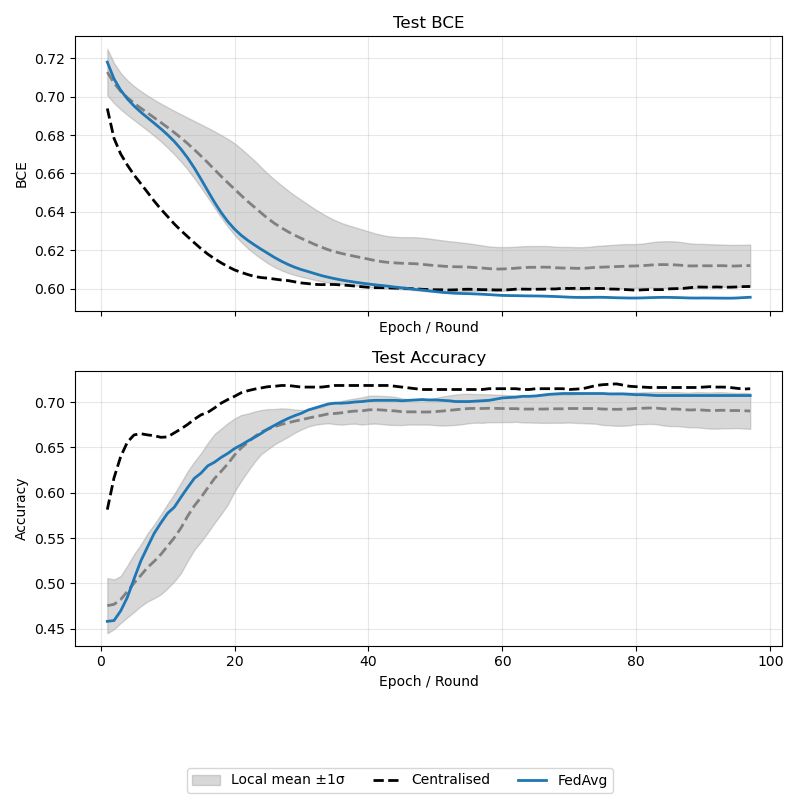 Test BCE
0.72
0.70
0.68
0.66
0.64
0.62
0.60
BCE
Epoch / Round
Test Accuracy
0.70
0.65
0.60
0.55
0.50
0.45
Accuracy
0 20 40 60 80 100
Epoch / Round
Local mean ±1σ Centralised FedAvg